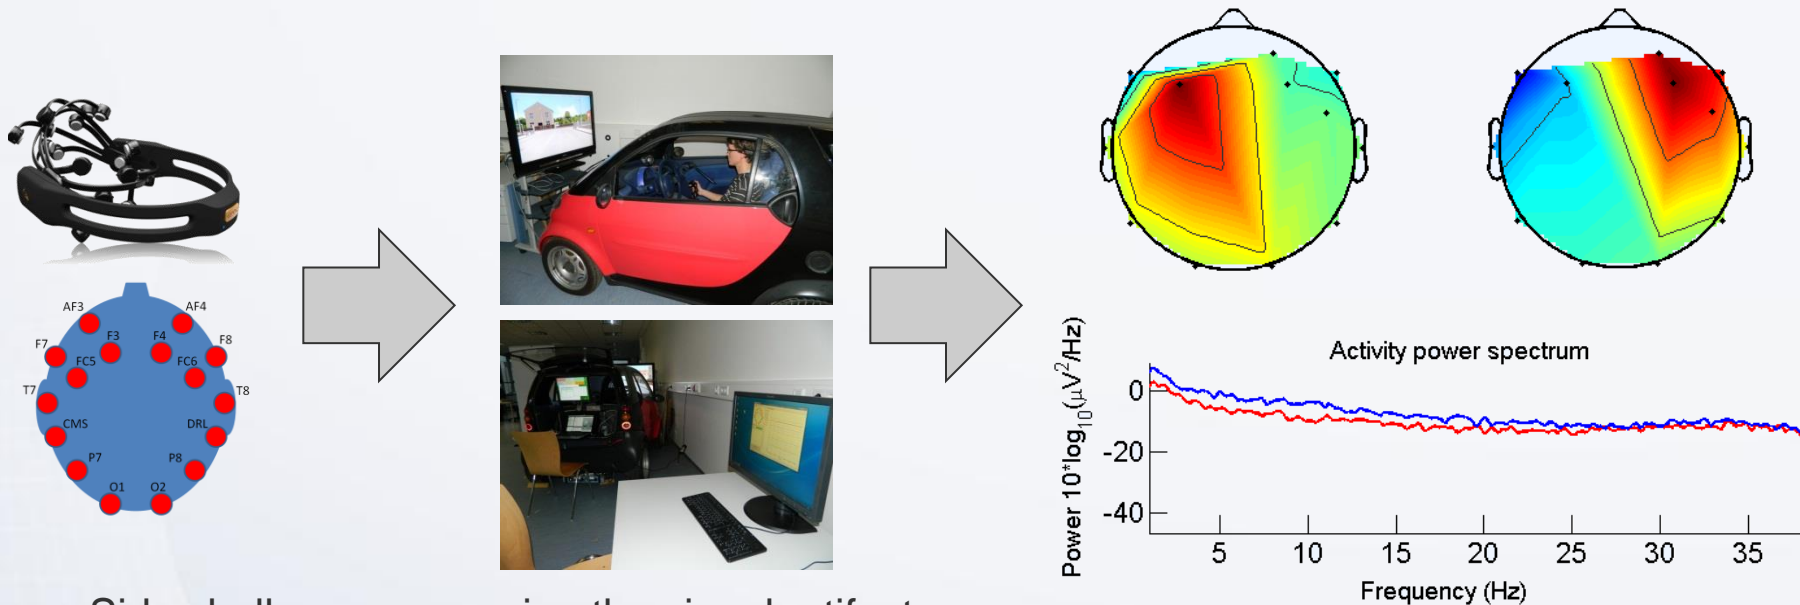 AF3
AF4
F3
F4
F7
F8
FC5
FC6
T7
T8
CMS
DRL
P7
P8
O1
O2
Activity power spectrum
Power 10*log10(μV²/Hz)
0
-20
-40
5 10 15 20 25 30 35
Frequency (Hz)